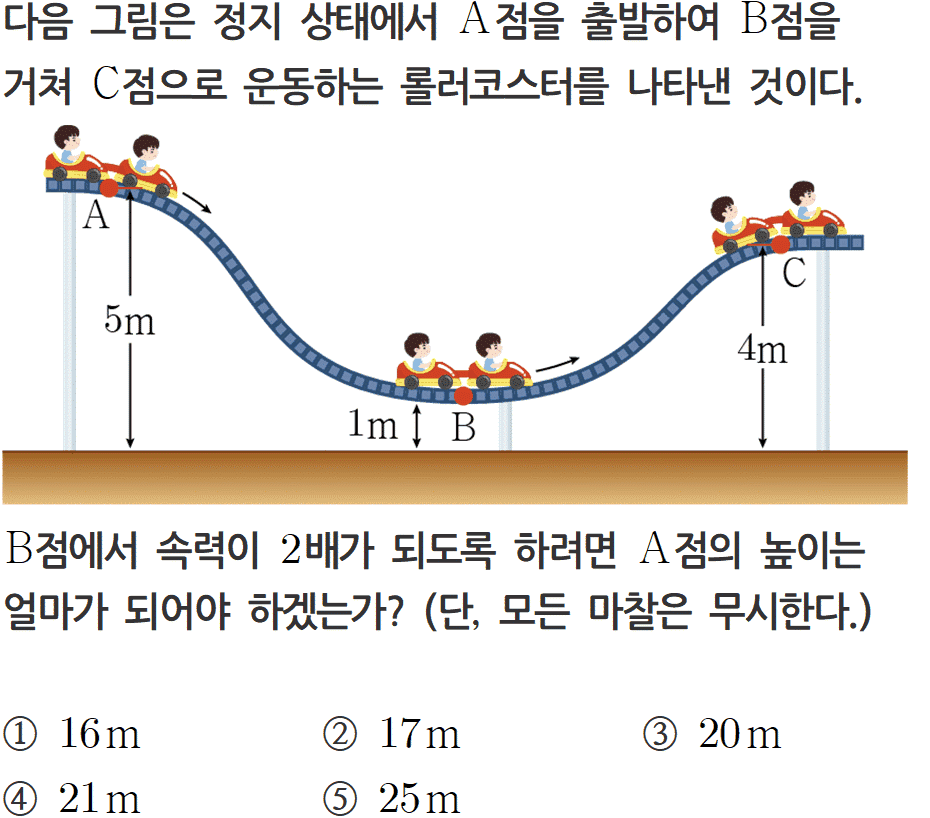 다음 그림은 정지 상태에서 A점을 출발하여 B점을
거쳐 C점으로 운동하는 롤러코스터를 나타낸 것이다.
A
C
5m
4m
1m
B
B점에서 속력이 2배가 되도록 하려면 A점의 높이는
얼마가 되어야 하겠는가? (단, 모든 마찰은 무시한다.)
① 16m ② 17m ③ 20m
④ 21m ⑤ 25m